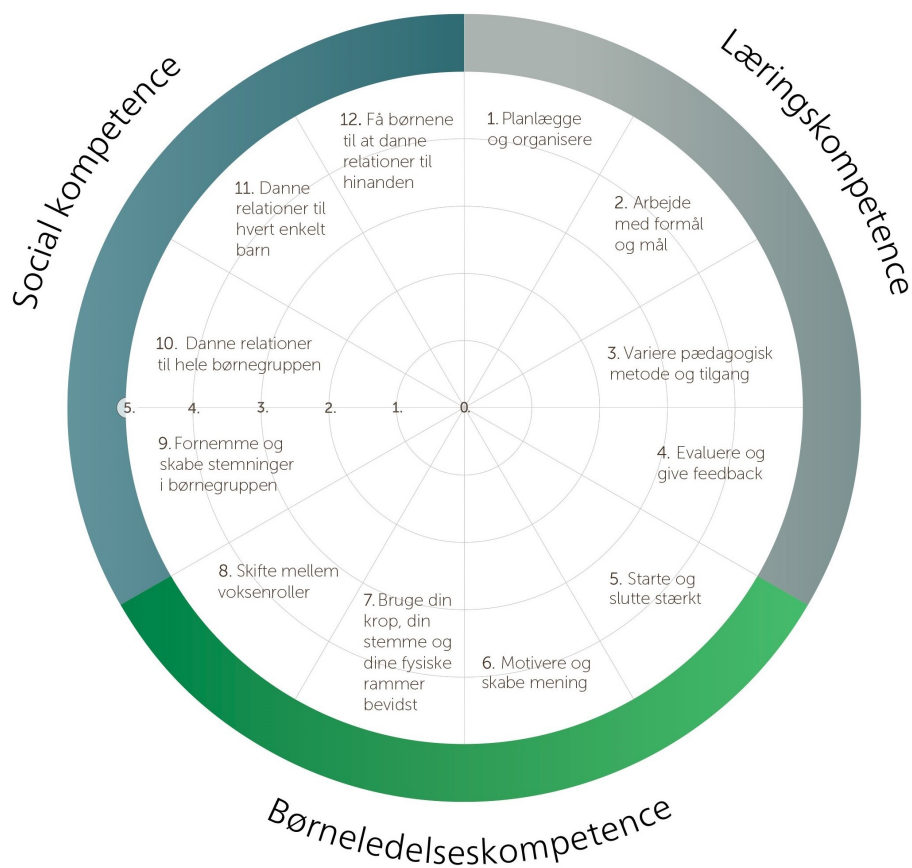 Social kompetence
Læringskompetence
12. Få børnene
til at danne
relationer til
hinanden
1. Planlægge
og organisere
11. Danne
relationer til
hvert enkelt
barn
2. Arbejde
med formål
og mål
10. Danne relationer
til hele børnegruppen
3. Variere pædagogisk
metode og tilgang
5. 4. 3. 2. 1. 0.
9. Fornemme og
skabe stemninger
i børnegruppen
4. Evaluere og
give feedback
8. Skifte mellem
voksenroller
5. Starte og
slutte stærkt
7. Bruge din
krop, din
stemme og
dine fysiske
rammer
bevidst
6. Motivere og
skabe mening
Børneledelseskompetence